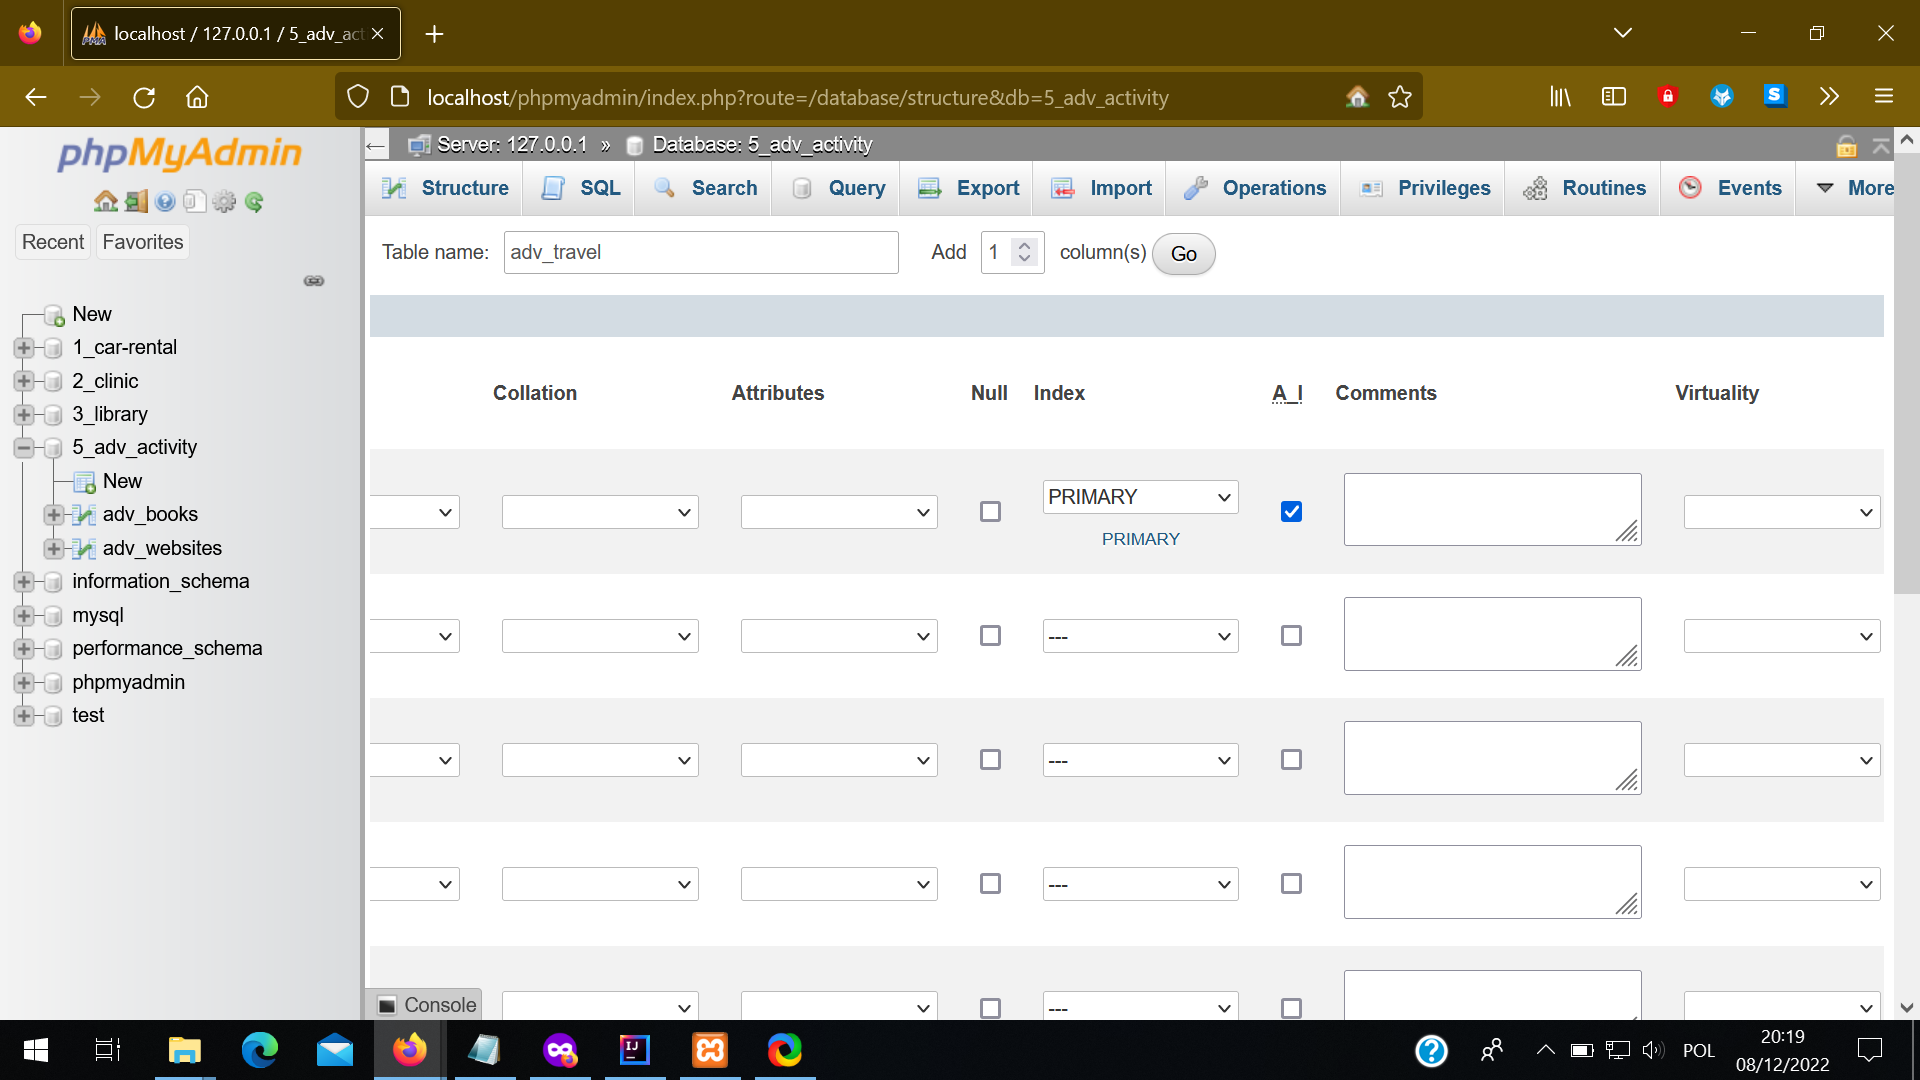 localhost / 127.0.0.1 / 5_adv_act
localhost/phpmyadmin/index.php?route=/database/structure&db=5_adv_activity
phpMyAdmin
Recent
Favorites
New
1_car-rental
2_clinic
3_library
5_adv_activity
New
adv_books
adv_websites
information_schema
mysql
performance_schema
phpmyadmin
test
Server: 127.0.0.1 » Database: 5_adv_activity
Structure SQL Search Query Export Import Operations Privileges Routines Events More
Table name: adv_travel Add 1 column(s) Go
Collation Attributes Null Index A_I Comments Virtuality
PRIMARY
PRIMARY
---
---
---
---
Console
POL
20:19
08/12/2022